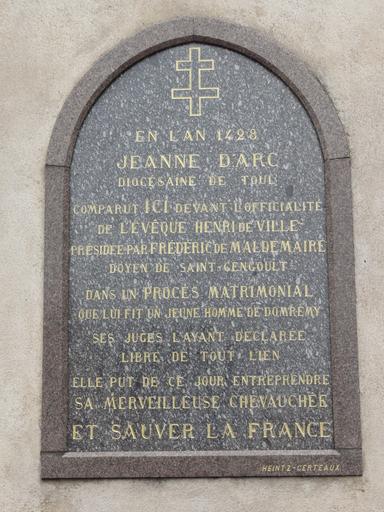 EN L'AN 1428
JEANNE D'ARC
DIOCÉSAINE DE TOUL
COMPARUT ICI DEVANT L'OFFICIALITÉ
DE L'ÉVÊQUE HENRI DE VILLE
PRÉSIDÉE PAR FRÉDÉRIC DE MALDEMAIRE
DOYEN DE SAINT-GENGOULT
DANS UN PROCÈS MATRIMONIAL
QUE LUI FIT UN JEUNE HOMME DE DOMREMY
SES JUGES L'AYANT DÉCLARÉE
LIBRE DE TOUT LIEN
ELLE PUT DE CE JOUR ENTREPRENDRE
SA MERVEILLEUSE CHEVAUCHÉE
ET SAUVER LA FRANCE
HEINTZ-CERTEAUX